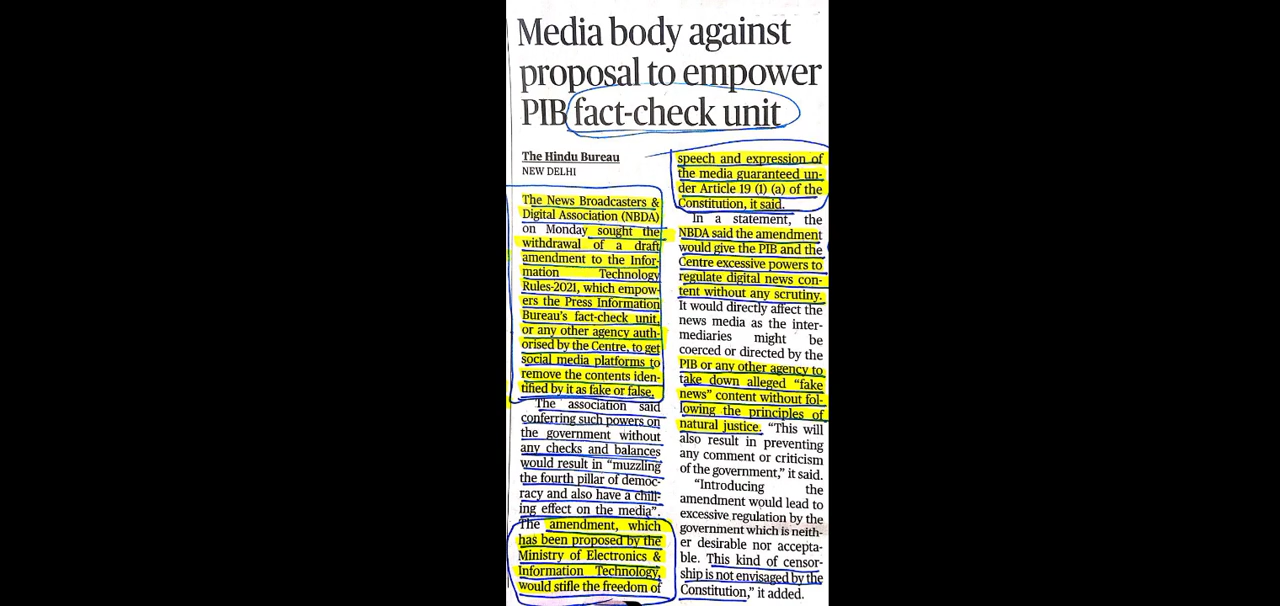 Media body against
proposal to empower
PIB fact-check unit
The Hindu Bureau
NEW DELHI
The News Broadcasters &
Digital Association (NBDA)
on Monday sought the
withdrawal of a draft
amendment to the Infor-
mation Technology
Rules-2021, which empow-
ers the Press Information
Bureau's fact-check unit,
or any other agency auth-
orised by the Centre, to get
social media platforms to
remove the contents iden-
tified by it as fake or false.
The association said
conferring such powers on
the government without
any checks and balances
would result in “muzzling
the fourth pillar of democ-
racy and also have a chill-
ing effect on the media”.
The amendment, which
has been proposed by the
Ministry of Electronics &
Information Technology,
would stifle the freedom of
speech and expression of
the media guaranteed un-
der Article 19 (1) (a) of the
Constitution, it said.
In a statement, the
NBDA said the amendment
would give the PIB and the
Centre excessive powers to
regulate digital news con-
tent without any scrutiny.
It would directly affect the
news media as the inter-
mediaries might be
coerced or directed by the
PIB or any other agency to
take down alleged “fake
news” content without fol-
lowing the principles of
natural justice. “This will
also result in preventing
any comment or criticism
of the government,” it said.
“Introducing the
amendment would lead to
excessive regulation by the
government which is neith-
er desirable nor accepta-
ble. This kind of censor-
ship is not envisaged by the
Constitution,” it added.